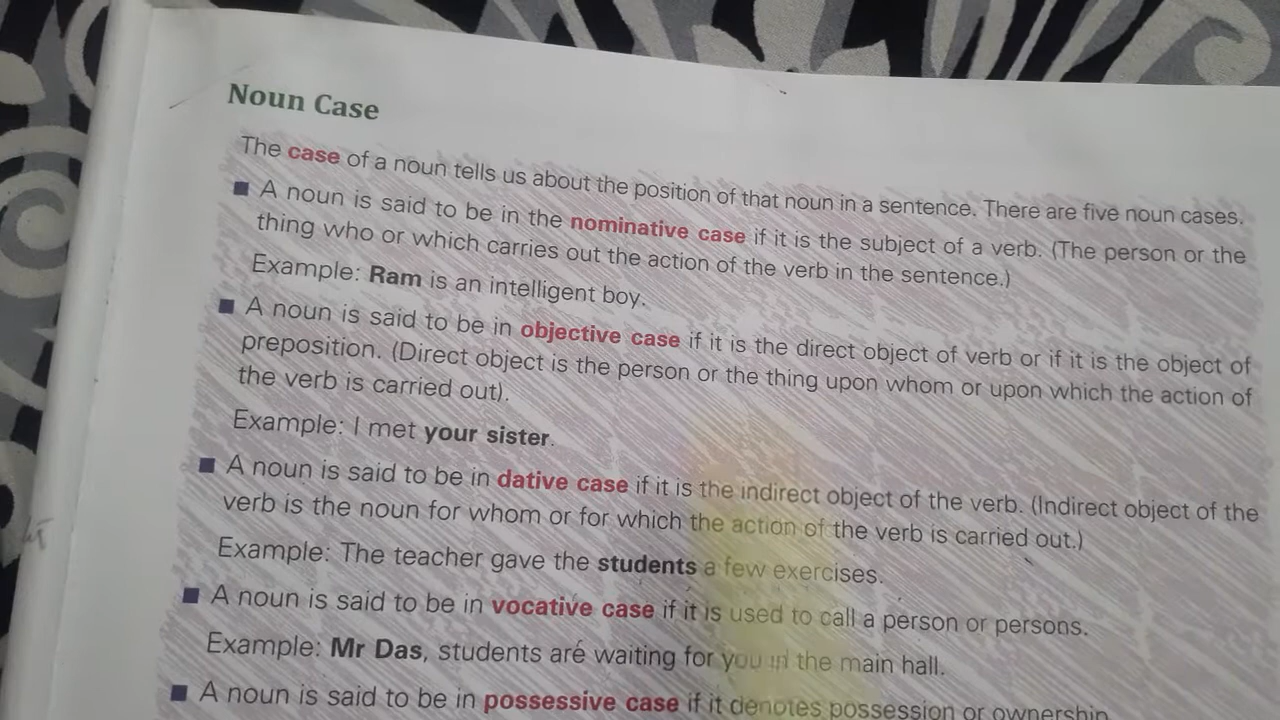 Noun Case
The case of a noun tells us about the position of that noun in a sentence. There are five noun cases.
■ A noun is said to be in the nominative case if it is the subject of a verb. (The person or the
thing who or which carries out the action of the verb in the sentence.)
Example: Ram is an intelligent boy.
■ A noun is said to be in objective case if it is the direct object of verb or if it is the object of
preposition. (Direct object is the person or the thing upon whom or upon which the action of
the verb is carried out).
Example: I met your sister.
■ A noun is said to be in dative case if it is the indirect object of the verb. (Indirect object of the
verb is the noun for whom or for which the action of the verb is carried out.)
Example: The teacher gave the students a few exercises.
■ A noun is said to be in vocative case if it is used to call a person or persons.
Example: Mr Das, students are waiting for you in the main hall.
■ A noun is said to be in possessive case if it denotes possession or ownership